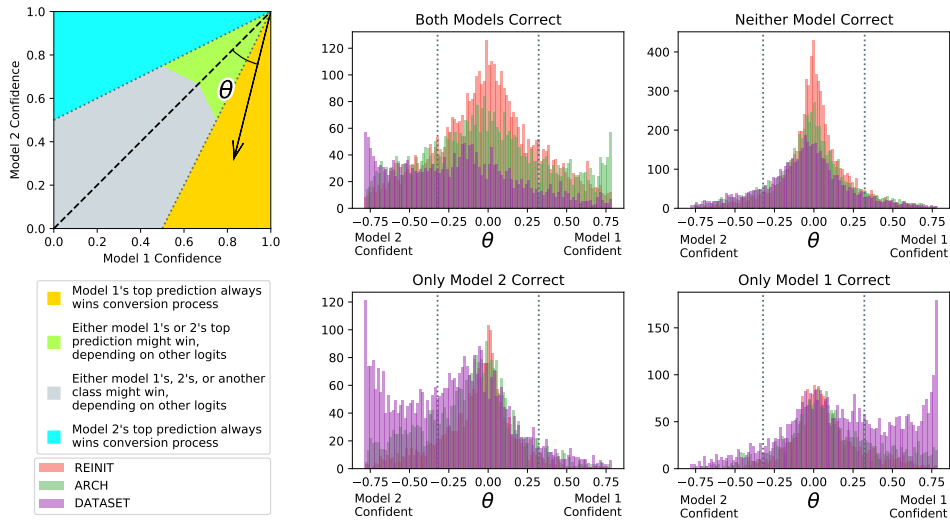 1.0
0.8
0.6
0.4
0.2
0.0
Model 2 Confidence
θ
0.0 0.2 0.4 0.6 0.8 1.0
Model 1 Confidence
Model 1's top prediction always
wins conversion process
Either model 1's or 2's top
prediction might win,
depending on other logits
Either model 1's, 2's, or another
class might win,
depending on other logits
Model 2's top prediction always
wins conversion process
REINIT
ARCH
DATASET
Both Models Correct
120
100
80
60
40
20
0
−0.75 −0.50 −0.25 0.00 0.25 0.50 0.75
Model 2
Confident
θ
Model 1
Confident
Neither Model Correct
400
300
200
100
0
−0.75 −0.50 −0.25 0.00 0.25 0.50 0.75
Model 2
Confident
θ
Model 1
Confident
Only Model 2 Correct
120
100
80
60
40
20
0
−0.75 −0.50 −0.25 0.00 0.25 0.50 0.75
Model 2
Confident
θ
Model 1
Confident
Only Model 1 Correct
150
100
50
0
−0.75 −0.50 −0.25 0.00 0.25 0.50 0.75
Model 2
Confident
θ
Model 1
Confident